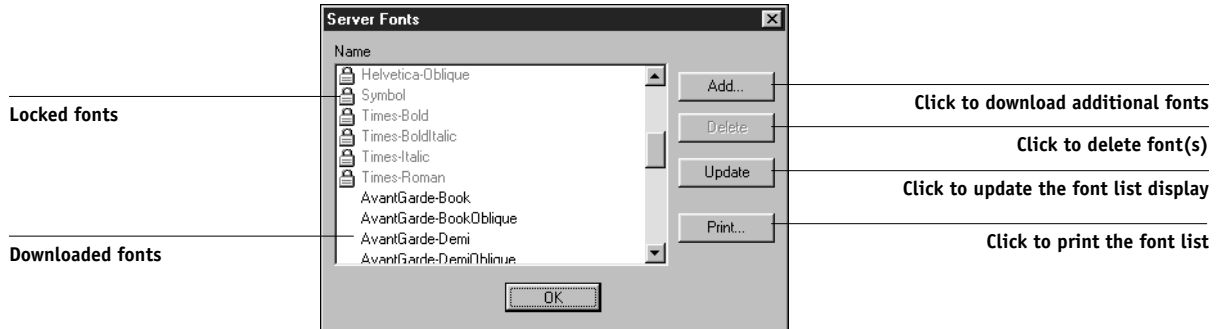 Server Fonts
Name
Helvetica-Oblique
Symbol
Times-Bold
Times-BoldItalic
Times-Italic
Times-Roman
AvantGarde-Book
AvantGarde-BookOblique
AvantGarde-Demi
AvantGarde-DemiOblique
Add...
Delete
Update
Print...
OK
Locked fonts
Downloaded fonts
Click to download additional fonts
Click to delete font(s)
Click to update the font list display
Click to print the font list